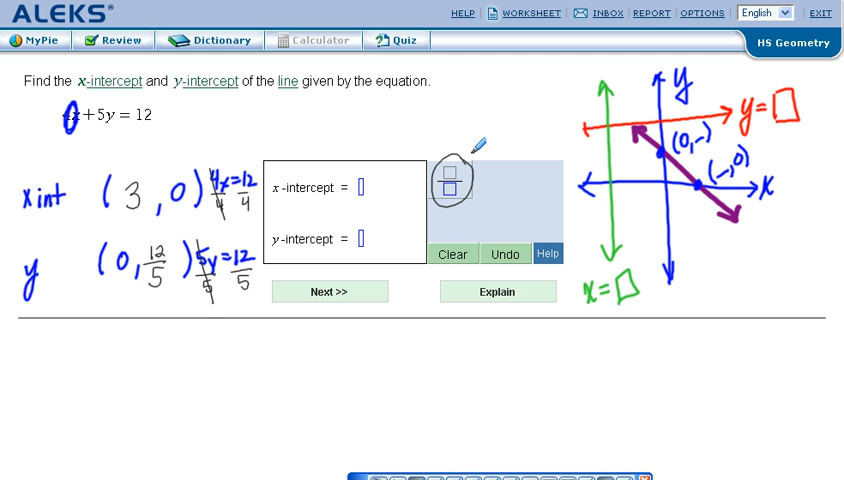 ALEKS®
HELP WORKSHEET INBOX REPORT OPTIONS English EXIT
MyPie Review Dictionary Calculator Quiz
HS Geometry
Find the x-intercept and y-intercept of the line given by the equation.
4x + 5y = 12
0
x int ( 3 , 0 ) 4x = 12
4 4
y ( 0 , 12/5 ) 5y = 12
5 5
x -intercept =
y -intercept =
Clear Undo Help
Next >> Explain
y
y =
(0, -)
(-, 0)
x
x =